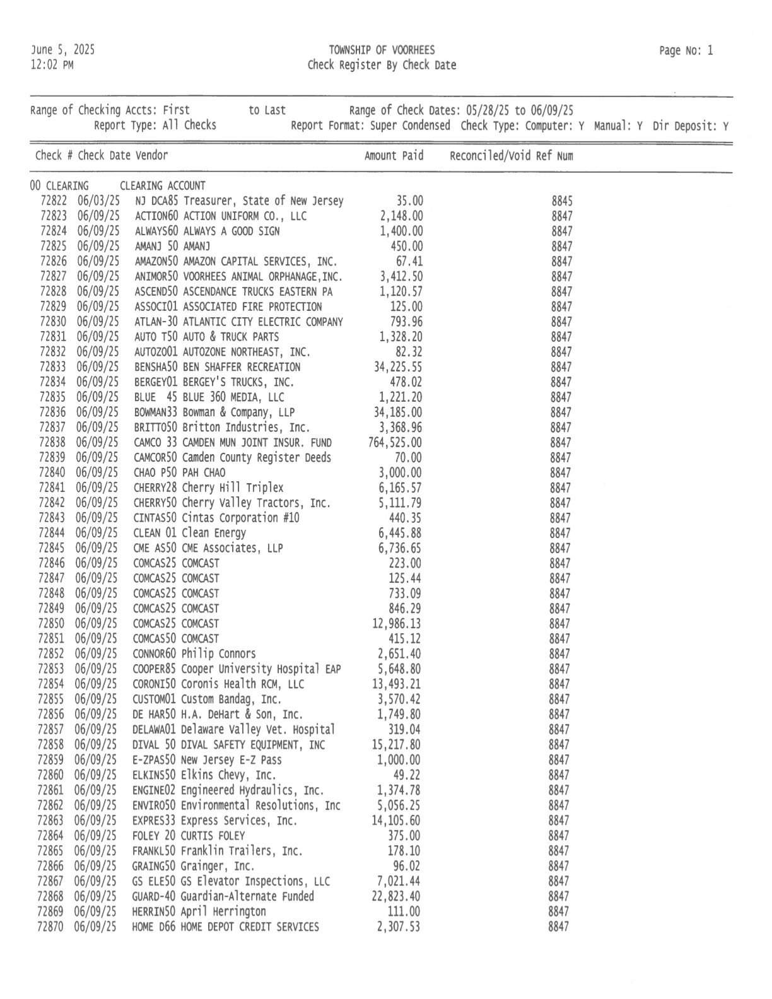 June 5, 2025 TOWNSHIP OF VOORHEES Page No: 1
12:02 PM Check Register By Check Date
Range of Checking Accts: First to Last Range of Check Dates: 05/28/25 to 06/09/25
Report Type: All Checks Report Format: Super Condensed Check Type: Computer: Y Manual: Y Dir Deposit: Y
Check # Check Date Vendor Amount Paid Reconciled/Void Ref Num
00 CLEARING CLEARING ACCOUNT
72822 06/03/25 NJ DCA85 Treasurer, State of New Jersey 35.00 8845
72823 06/09/25 ACTION60 ACTION UNIFORM CO., LLC 2,148.00 8847
72824 06/09/25 ALWAYS60 ALWAYS A GOOD SIGN 1,400.00 8847
72825 06/09/25 AMANJ 50 AMANJ 450.00 8847
72826 06/09/25 AMAZON50 AMAZON CAPITAL SERVICES, INC. 67.41 8847
72827 06/09/25 ANIMOR50 VOORHEES ANIMAL ORPHANAGE,INC. 3,412.50 8847
72828 06/09/25 ASCEND50 ASCENDANCE TRUCKS EASTERN PA 1,120.57 8847
72829 06/09/25 ASSOCI01 ASSOCIATED FIRE PROTECTION 125.00 8847
72830 06/09/25 ATLAN-30 ATLANTIC CITY ELECTRIC COMPANY 793.96 8847
72831 06/09/25 AUTO T50 AUTO & TRUCK PARTS 1,328.20 8847
72832 06/09/25 AUTOZO01 AUTOZONE NORTHEAST, INC. 82.32 8847
72833 06/09/25 BENSHA50 BEN SHAFFER RECREATION 34,225.55 8847
72834 06/09/25 BERGEY01 BERGEY'S TRUCKS, INC. 478.02 8847
72835 06/09/25 BLUE 45 BLUE 360 MEDIA, LLC 1,221.20 8847
72836 06/09/25 BOWMAN33 Bowman & Company, LLP 34,185.00 8847
72837 06/09/25 BRITTO50 Britton Industries, Inc. 3,368.96 8847
72838 06/09/25 CAMCO 33 CAMDEN MUN JOINT INSUR. FUND 764,525.00 8847
72839 06/09/25 CAMCOR50 Camden County Register Deeds 70.00 8847
72840 06/09/25 CHAO P50 PAH CHAO 3,000.00 8847
72841 06/09/25 CHERRY28 Cherry Hill Triplex 6,165.57 8847
72842 06/09/25 CHERRY50 Cherry Valley Tractors, Inc. 5,111.79 8847
72843 06/09/25 CINTAS50 Cintas Corporation #10 440.35 8847
72844 06/09/25 CLEAN 01 Clean Energy 6,445.88 8847
72845 06/09/25 CME AS50 CME Associates, LLP 6,736.65 8847
72846 06/09/25 COMCAS25 COMCAST 223.00 8847
72847 06/09/25 COMCAS25 COMCAST 125.44 8847
72848 06/09/25 COMCAS25 COMCAST 733.09 8847
72849 06/09/25 COMCAS25 COMCAST 846.29 8847
72850 06/09/25 COMCAS25 COMCAST 12,986.13 8847
72851 06/09/25 COMCAS50 COMCAST 415.12 8847
72852 06/09/25 CONNOR60 Philip Connors 2,651.40 8847
72853 06/09/25 COOPER85 Cooper University Hospital EAP 5,648.80 8847
72854 06/09/25 CORONI50 Coronis Health RCM, LLC 13,493.21 8847
72855 06/09/25 CUSTOM01 Custom Bandag, Inc. 3,570.42 8847
72856 06/09/25 DE HAR50 H.A. DeHart & Son, Inc. 1,749.80 8847
72857 06/09/25 DELAWA01 Delaware Valley Vet. Hospital 319.04 8847
72858 06/09/25 DIVAL 50 DIVAL SAFETY EQUIPMENT, INC 15,217.80 8847
72859 06/09/25 E-ZPAS50 New Jersey E-Z Pass 1,000.00 8847
72860 06/09/25 ELKINS50 Elkins Chevy, Inc. 49.22 8847
72861 06/09/25 ENGINE02 Engineered Hydraulics, Inc. 1,374.78 8847
72862 06/09/25 ENVIRO50 Environmental Resolutions, Inc 5,056.25 8847
72863 06/09/25 EXPRES33 Express Services, Inc. 14,105.60 8847
72864 06/09/25 FOLEY 20 CURTIS FOLEY 375.00 8847
72865 06/09/25 FRANKL50 Franklin Trailers, Inc. 178.10 8847
72866 06/09/25 GRAING50 Grainger, Inc. 96.02 8847
72867 06/09/25 GS ELE50 GS Elevator Inspections, LLC 7,021.44 8847
72868 06/09/25 GUARD-40 Guardian-Alternate Funded 22,823.40 8847
72869 06/09/25 HERRIN50 April Herrington 111.00 8847
72870 06/09/25 HOME D66 HOME DEPOT CREDIT SERVICES 2,307.53 8847